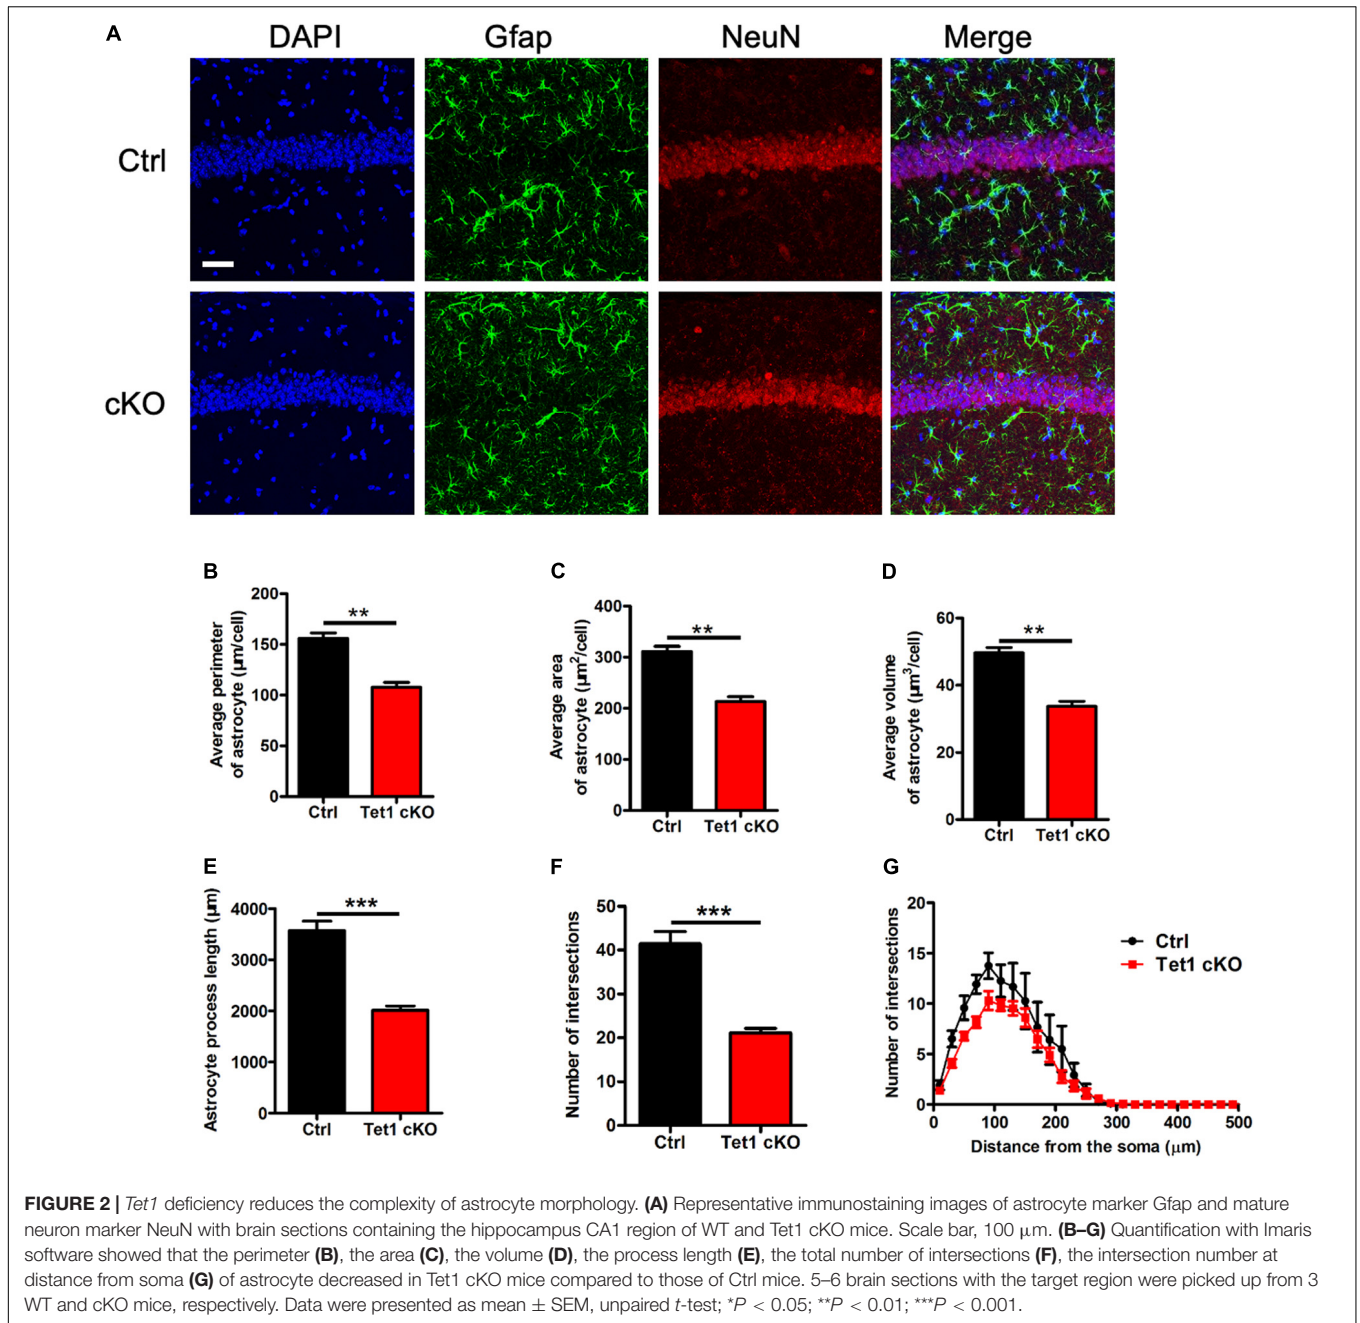 A
DAPI Gfap NeuN Merge
Ctrl
cKO
B
Average perimeter
of astrocyte (μm/cell)
200
150
100
50
0
**
Ctrl Tet1 cKO
C
Average area
of astrocyte (μm²/cell)
400
300
200
100
0
**
Ctrl Tet1 cKO
D
Average volume
of astrocyte (μm³/cell)
60
40
20
0
**
Ctrl Tet1 cKO
E
Astrocyte process length (μm)
4000
3000
2000
1000
0
***
Ctrl Tet1 cKO
F
Number of intersections
50
40
30
20
10
0
***
Ctrl Tet1 cKO
G
Number of intersections
20
15
10
5
0
Ctrl
Tet1 cKO
0 100 200 300 400 500
Distance from the soma (μm)
FIGURE 2 | Tet1 deficiency reduces the complexity of astrocyte morphology. (A) Representative immunostaining images of astrocyte marker Gfap and mature
neuron marker NeuN with brain sections containing the hippocampus CA1 region of WT and Tet1 cKO mice. Scale bar, 100 μm. (B–G) Quantification with Imaris
software showed that the perimeter (B), the area (C), the volume (D), the process length (E), the total number of intersections (F), the intersection number at
distance from soma (G) of astrocyte decreased in Tet1 cKO mice compared to those of Ctrl mice. 5–6 brain sections with the target region were picked up from 3
WT and cKO mice, respectively. Data were presented as mean ± SEM, unpaired t-test; *P < 0.05; **P < 0.01; ***P < 0.001.